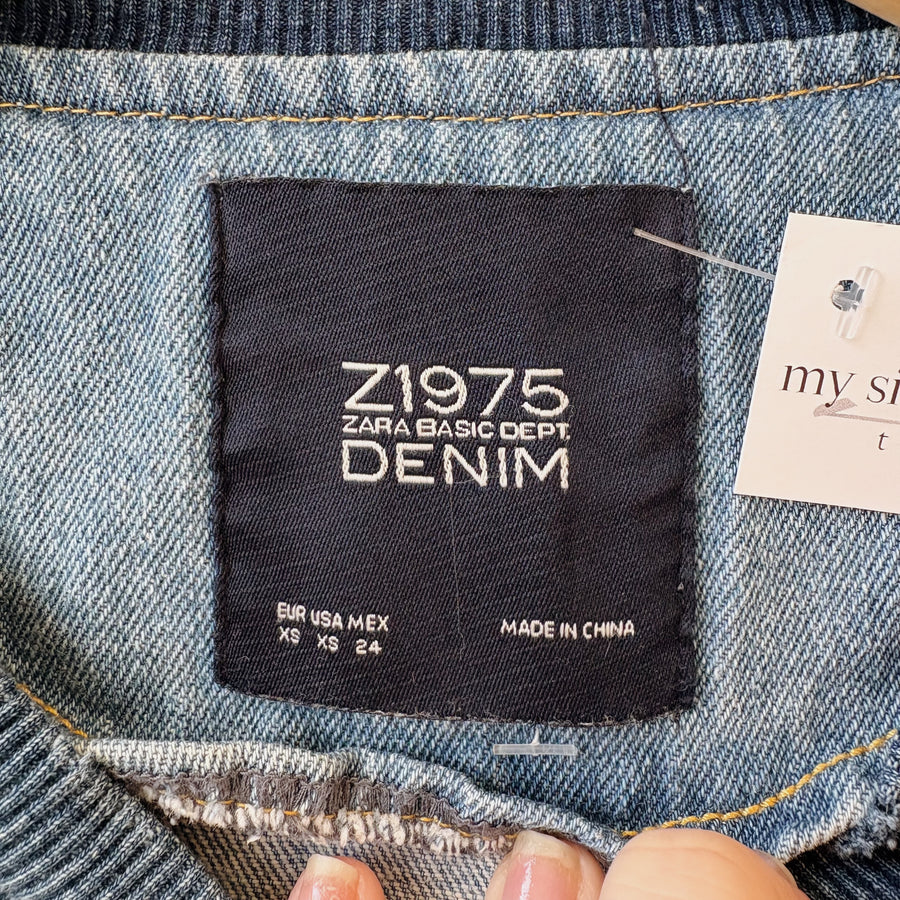 Z1975
ZARA BASIC DEPT.
DENIM
EUR USA MEX
XS XS 24
MADE IN CHINA
my